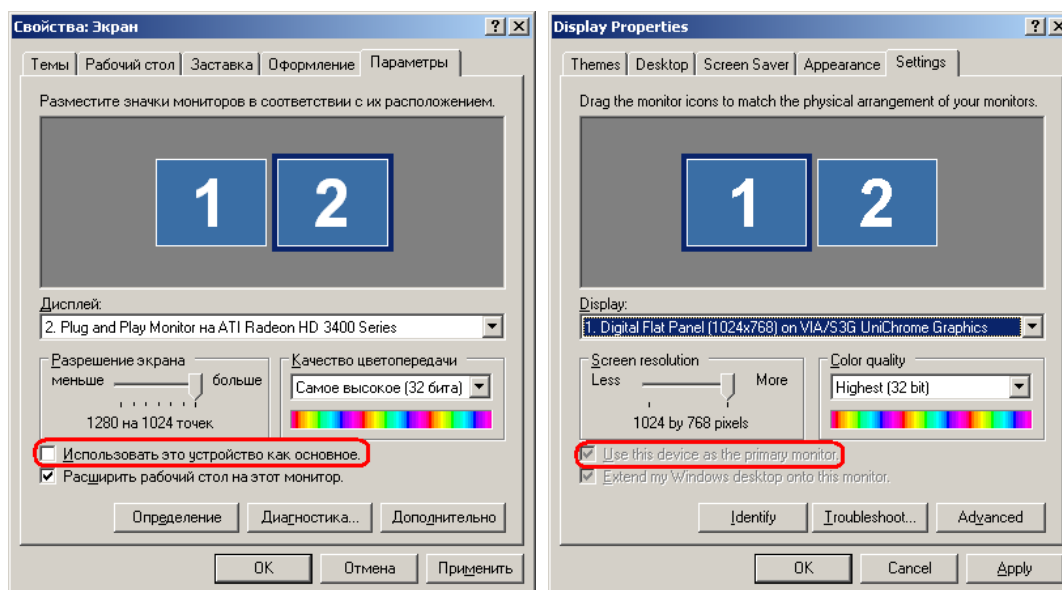 Свойства: Экран
Темы Рабочий стол Заставка Оформление Параметры
Разместите значки мониторов в соответствии с их расположением.
1 2
Дисплей:
2. Plug and Play Monitor на ATI Radeon HD 3400 Series
Разрешение экрана
меньше больше
1280 на 1024 точек
Качество цветопередачи
Самое высокое (32 бита)
Использовать это устройство как основное.
Расширить рабочий стол на этот монитор.
Определение Диагностика... Дополнительно
OK Отмена Применить
Display Properties
Themes Desktop Screen Saver Appearance Settings
Drag the monitor icons to match the physical arrangement of your monitors.
1 2
Display:
1. Digital Flat Panel (1024x768) on VIA/S3G UniChrome Graphics
Screen resolution
Less More
1024 by 768 pixels
Color quality
Highest (32 bit)
Use this device as the primary monitor.
Extend my Windows desktop onto this monitor.
Identify Troubleshoot... Advanced
OK Cancel Apply